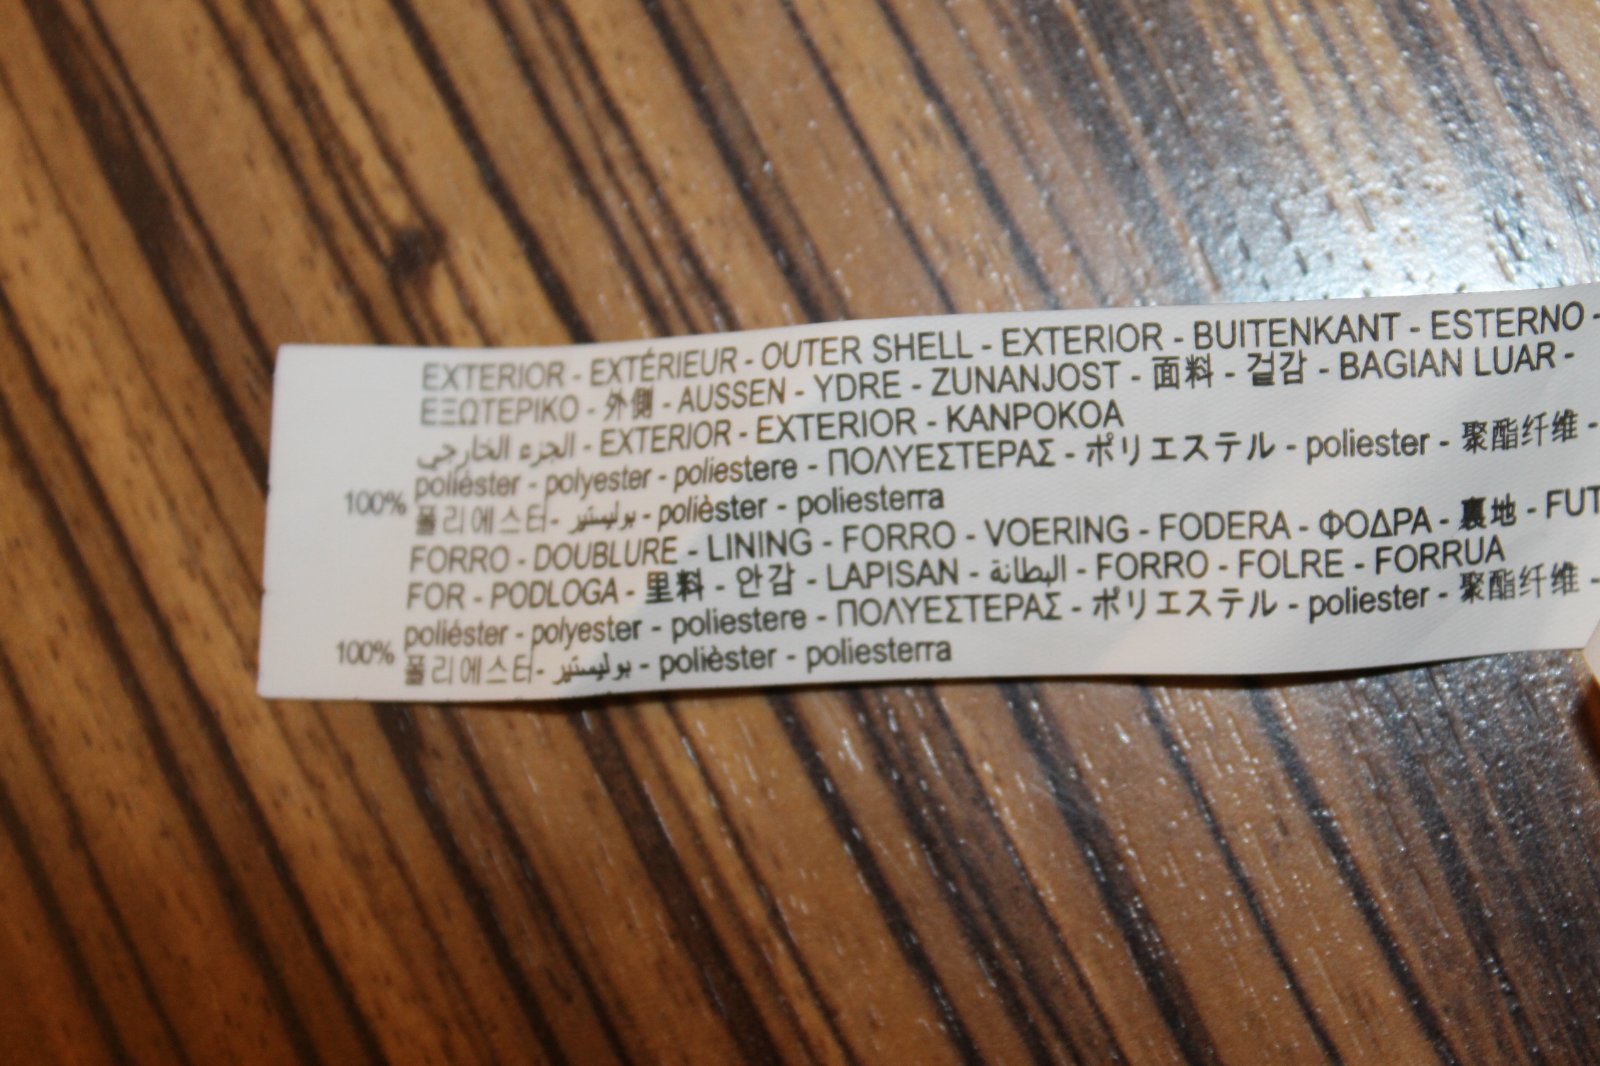 EXTERIOR - EXTÉRIEUR - OUTER SHELL - EXTERIOR - BUITENKANT - ESTERNO -
ΕΞΩΤΕΡΙΚΟ - 外側 - AUSSEN - YDRE - ZUNANJOST - 面料 - 겉감 - BAGIAN LUAR -
الجزء الخارجي - EXTERIOR - EXTERIOR - KANPOKOA
100% poliéster - polyester - poliestere - ΠΟΛΥΕΣΤΕΡΑΣ - ポリエステル - poliester - 聚酯纤维 -
폴리에스터- بوليستير - polièster - poliesterra
FORRO - DOUBLURE - LINING - FORRO - VOERING - FODERA - ΦΟΔΡΑ - 裏地 - FUT
FOR - PODLOGA - 里料 - 안감 - LAPISAN - البطانة - FORRO - FOLRE - FORRUA
100% poliéster - polyester - poliestere - ΠΟΛΥΕΣΤΕΡΑΣ - ポリエステル - poliester - 聚酯纤维 -
폴리에스터- بوليستير - polièster - poliesterra